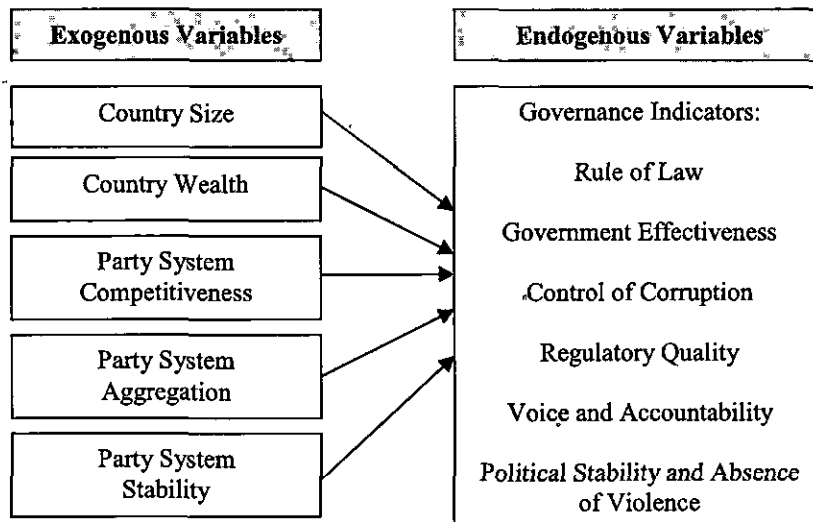 Exogenous Variables
Country Size
Country Wealth
Party System
Competitiveness
Party System
Aggregation
Party System
Stability
Endogenous Variables
Governance Indicators:
Rule of Law
Government Effectiveness
Control of Corruption
Regulatory Quality
Voice and Accountability
Political Stability and Absence
of Violence